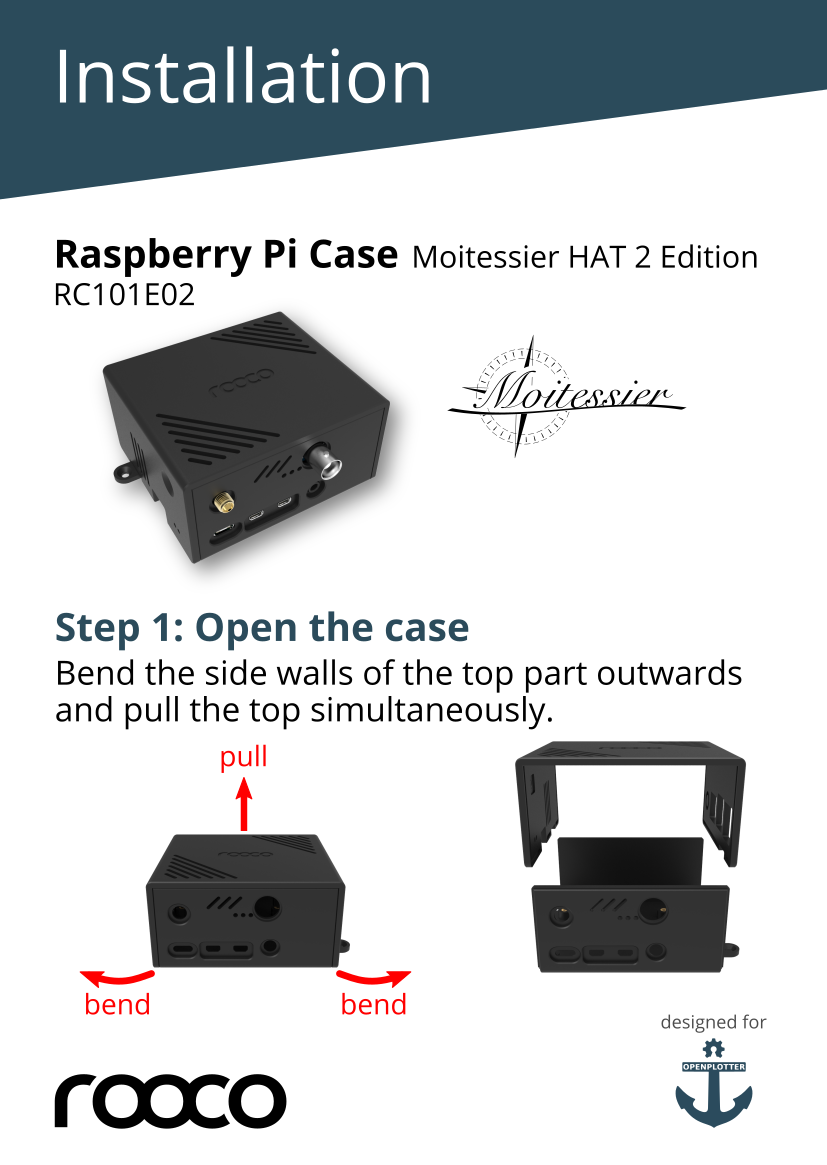 Installation
Raspberry Pi Case Moitessier HAT 2 Edition
RC101E02
rooco
Moitessier
Step 1: Open the case
Bend the side walls of the top part outwards
and pull the top simultaneously.
pull
rooco
rooco
bend
bend
designed for
OPENPLOTTER
rooco